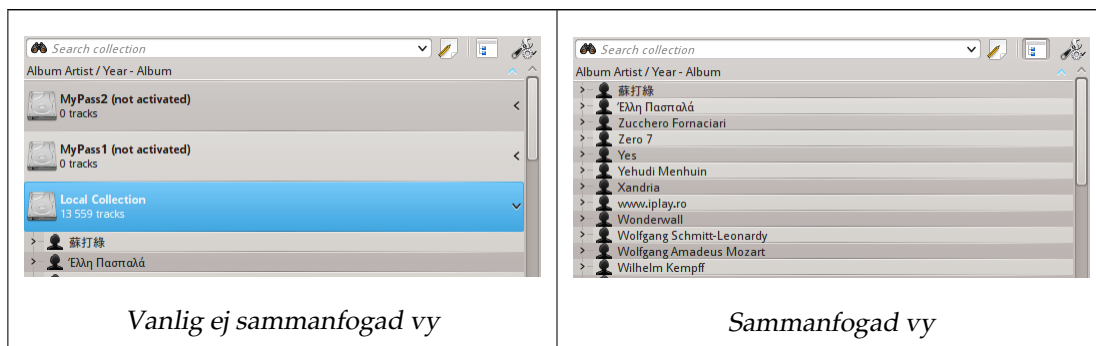 Search collection
Album Artist / Year - Album
MyPass2 (not activated)
0 tracks
MyPass1 (not activated)
0 tracks
Local Collection
13 559 tracks
蘇打綠
Έλλη Πασπαλά
Vanlig ej sammanfogad vy
Search collection
Album Artist / Year - Album
蘇打綠
Έλλη Πασπαλά
Zucchero Fornaciari
Zero 7
Yes
Yehudi Menhuin
Xandria
www.iplay.ro
Wonderwall
Wolfgang Schmitt-Leonardy
Wolfgang Amadeus Mozart
Wilhelm Kempff
Sammanfogad vy